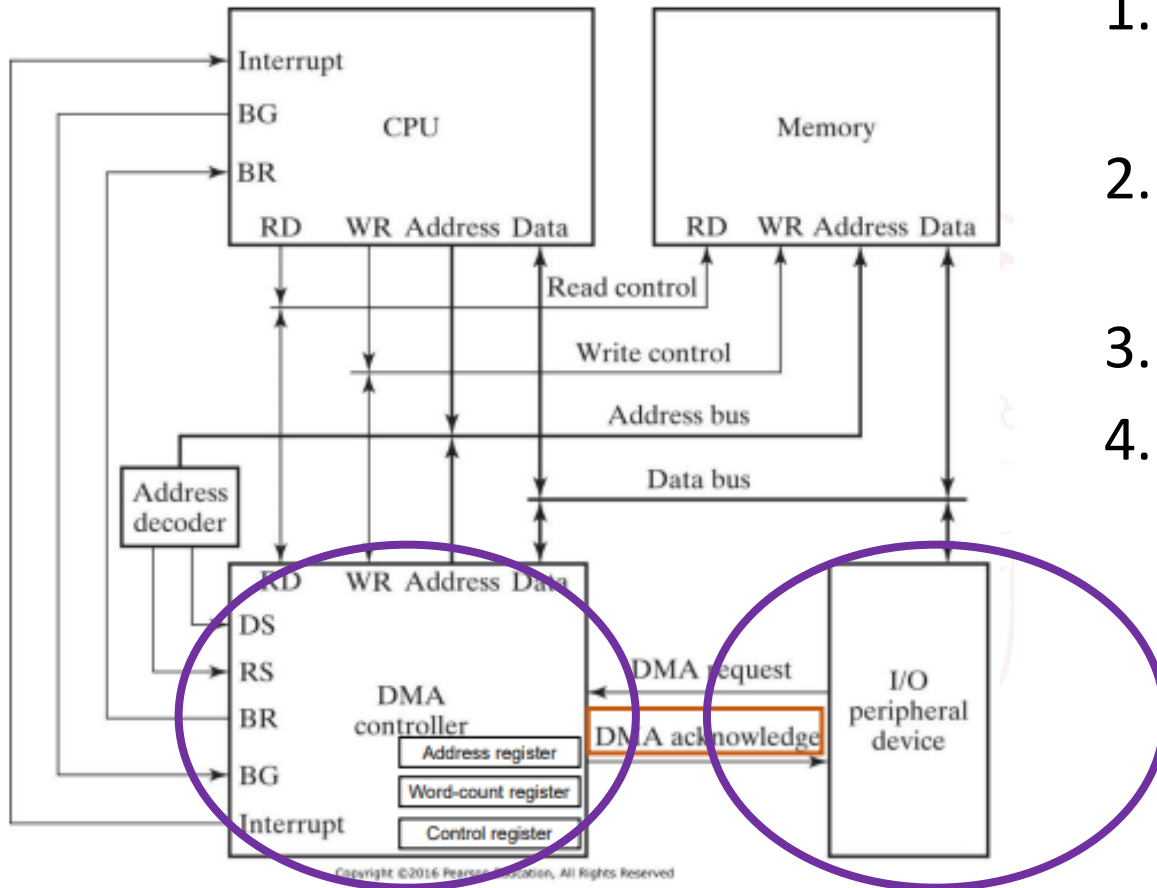 1.
Interrupt
BG
CPU
Memory
BR
2.
RD WR Address Data
RD WR Address Data
Read control
3.
Write control
Address bus
4.
Data bus
Address
decoder
RD WR Address Data
DS
RS
DMA request
I/O
peripheral
device
DMA
controller
BR
DMA acknowledge
Address register
BG
Word-count register
Interrupt
Control register
Copyright ©2016 Pearson Education, All Rights Reserved